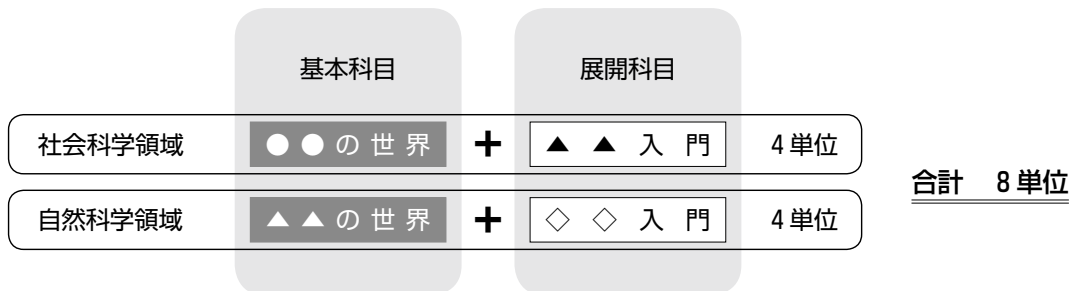 基本科目 展開科目
社会科学領域 ●●の世界 + ▲▲入門 4単位
合計 8単位
自然科学領域 ▲▲の世界 + ◇◇入門 4単位